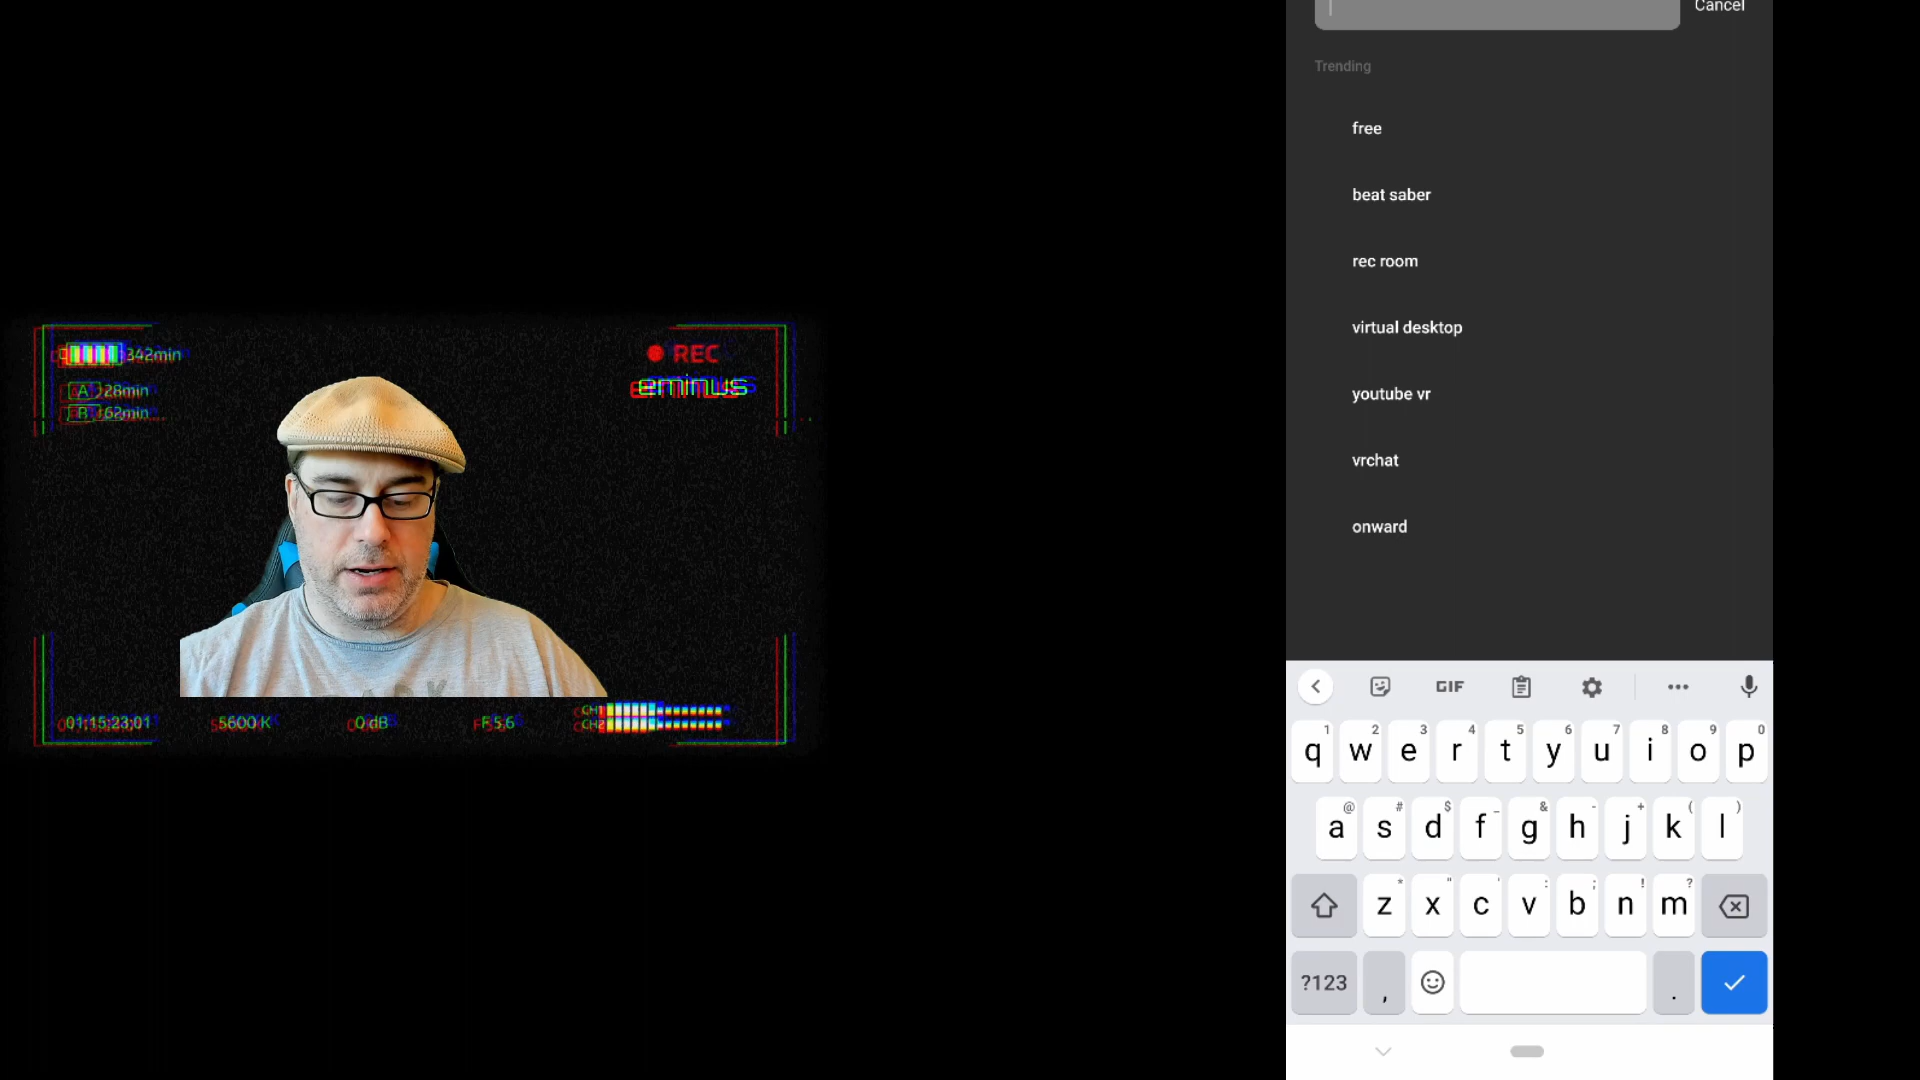 342min
A 28min
B 62min
REC
eminus
01:15:23;01
5600 K
0 dB
F 5.6
CH1
CH2
Cancel
Trending
free
beat saber
rec room
virtual desktop
youtube vr
vrchat
onward
GIF
1 2 3 4 5 6 7 8 9 0
q w e r t y u i o p
@ # $ _ & - + ( )
a s d f g h j k l
* " ' : ; ! ?
z x c v b n m
?123 , .